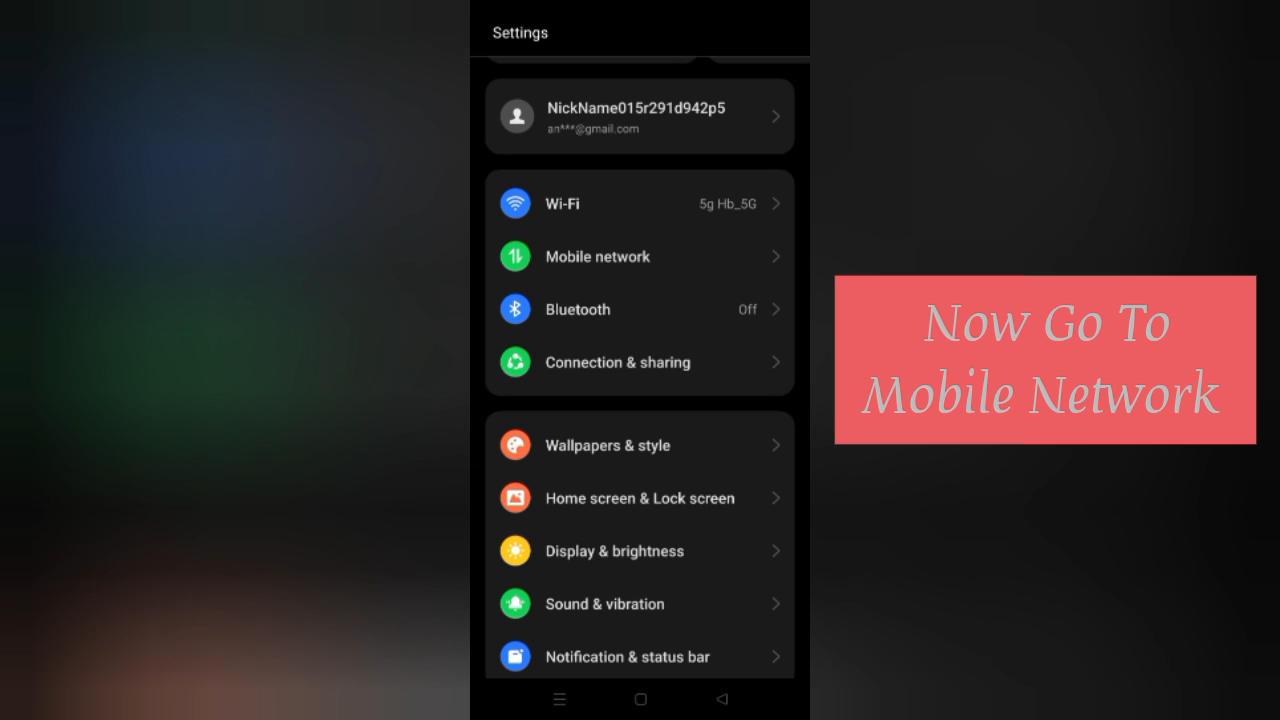 Settings
NickName015r291d942p5
an***@gmail.com
Wi-Fi 5g Hb_5G
Mobile network
Bluetooth Off
Connection & sharing
Wallpapers & style
Home screen & Lock screen
Display & brightness
Sound & vibration
Notification & status bar
Now Go To
Mobile Network